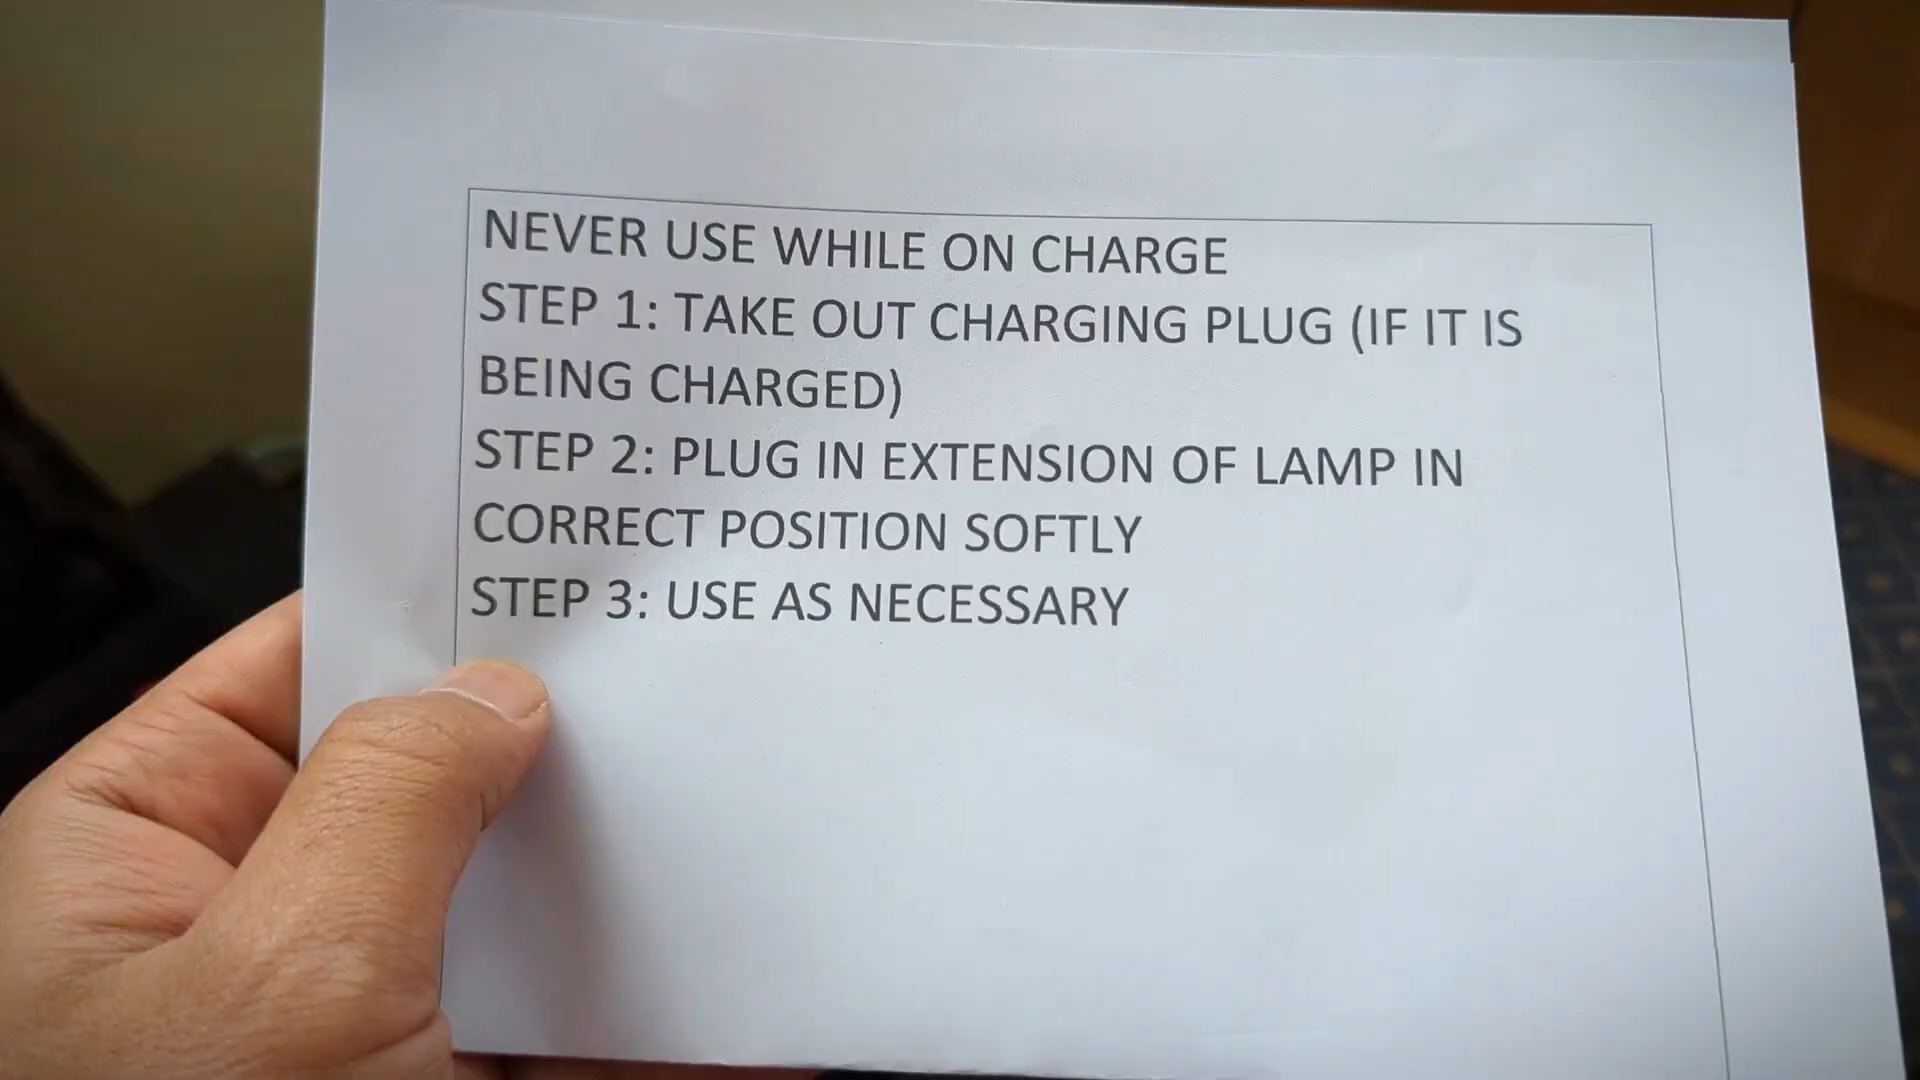 NEVER USE WHILE ON CHARGE
STEP 1: TAKE OUT CHARGING PLUG (IF IT IS
BEING CHARGED)
STEP 2: PLUG IN EXTENSION OF LAMP IN
CORRECT POSITION SOFTLY
STEP 3: USE AS NECESSARY